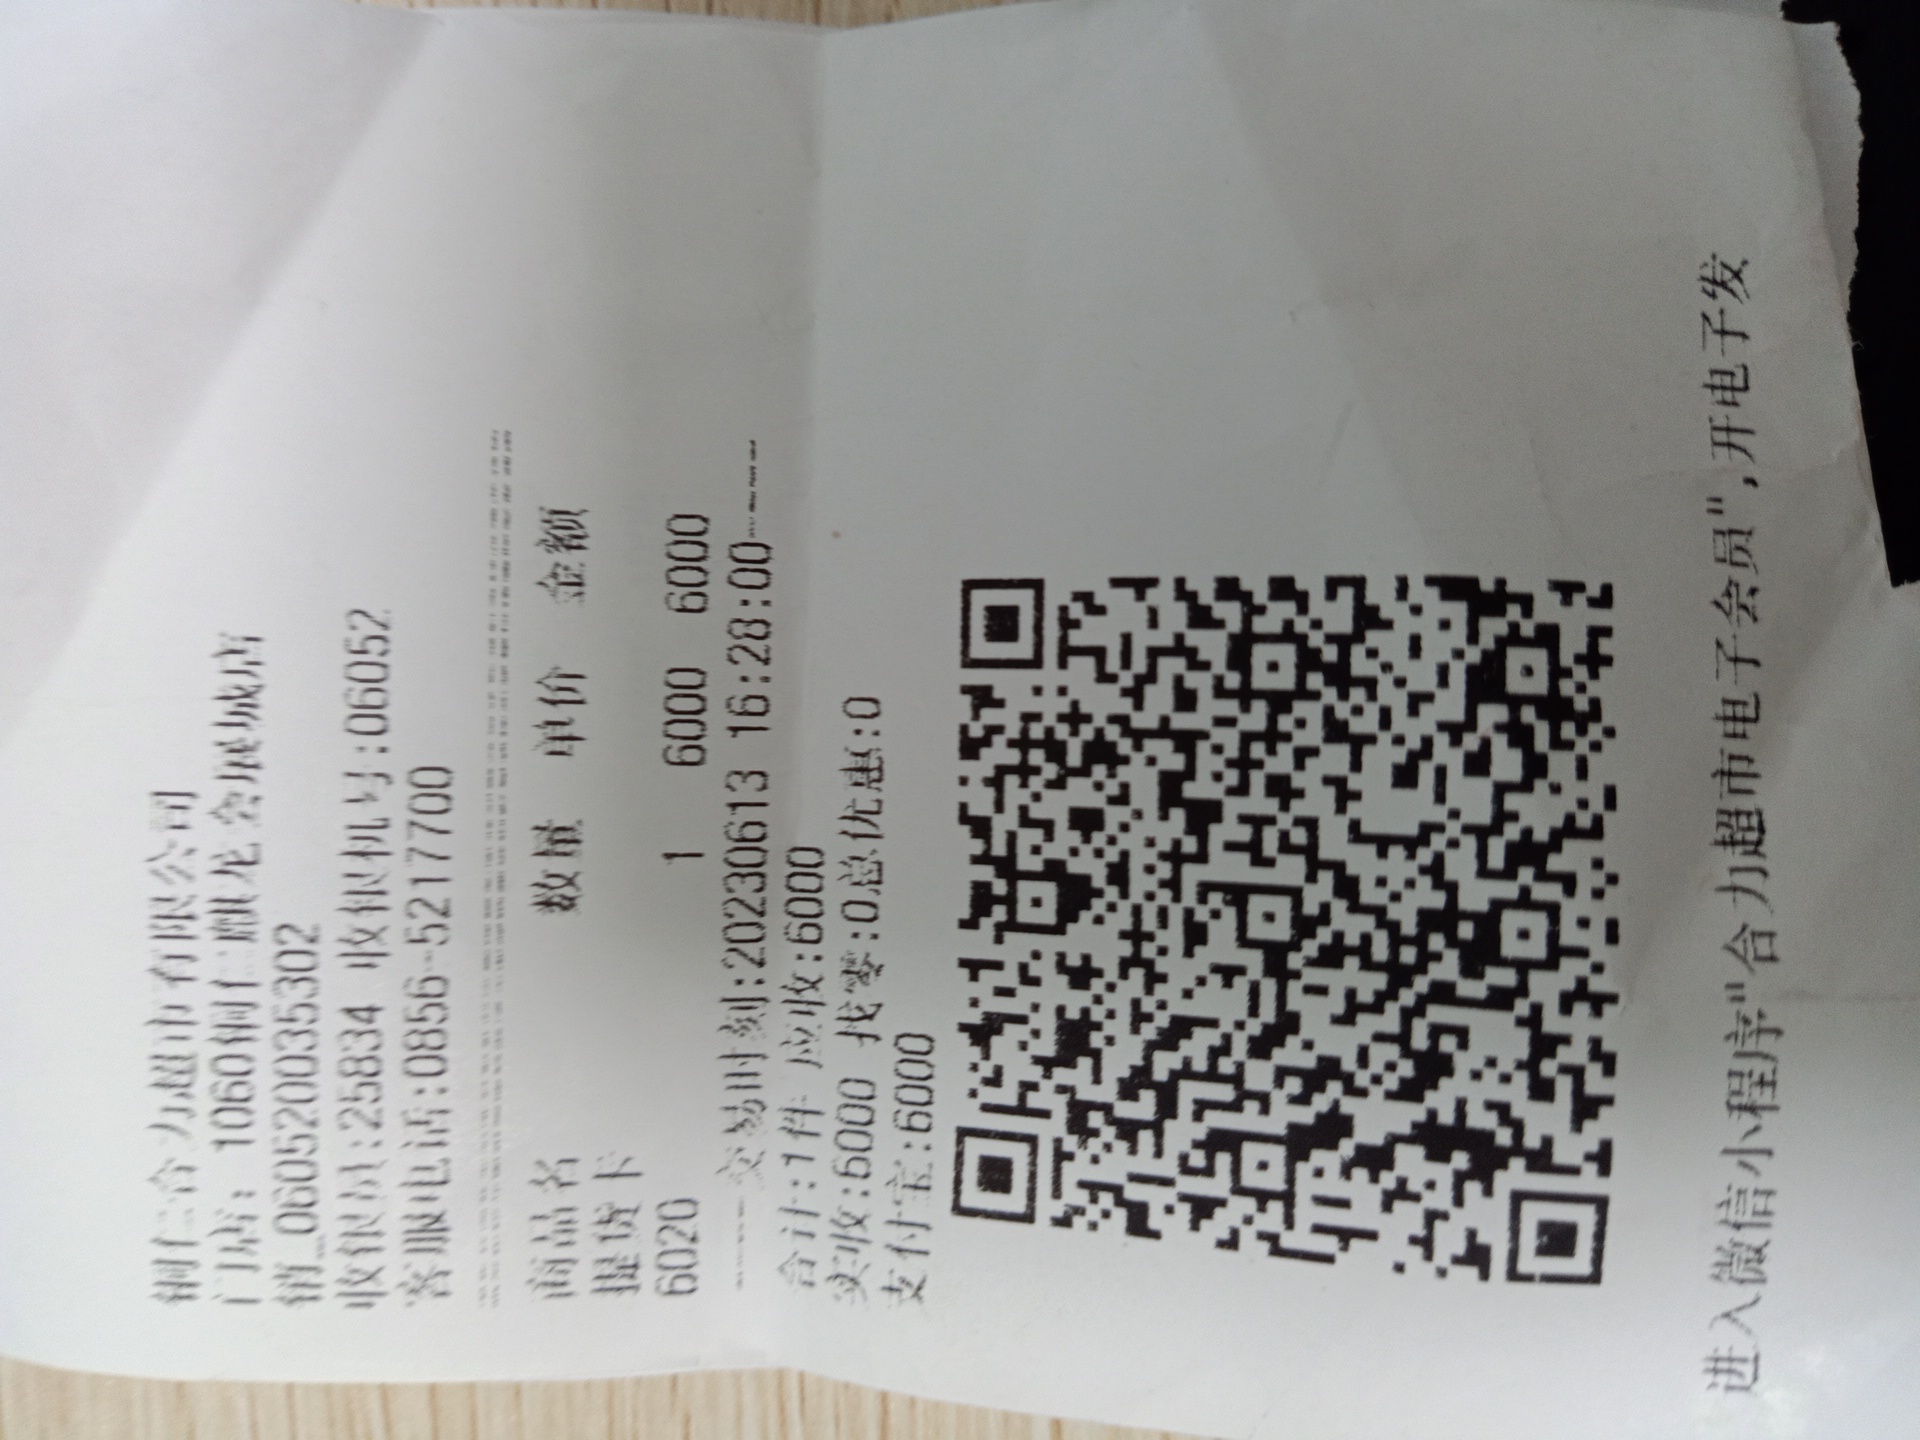 铜仁合力超市有限公司
门店：1060铜仁麒龙会展城店
销_0605200353​02
收银员:25834 收银机号:06052
客服电话:0856-5217700
商品名 数量 单价 金额
提货卡
6020 1 6000 6000
交易时刻:20230613 16:28:00
合计:1件 应收:6000
实收:6000 找零:0总优惠:0
支付宝:6000
进入微信小程序"合力超市电子会员",开电子发